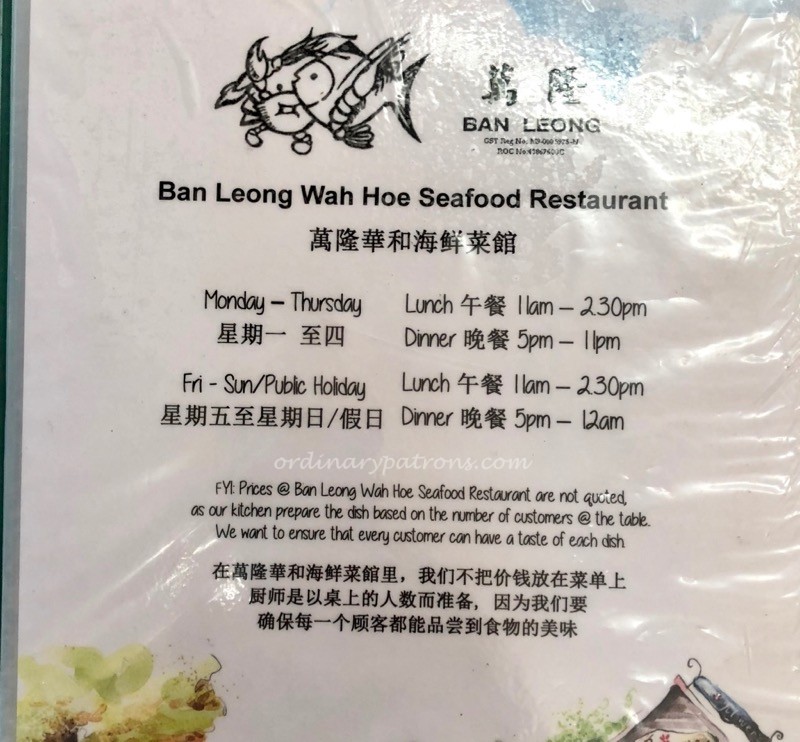 萬隆
BAN LEONG
Ban Leong Wah Hoe Seafood Restaurant
萬隆華和海鲜菜館
Monday – Thursday Lunch 午餐 11am – 2.30pm
星期一 至四 Dinner 晚餐 5pm – 11pm
Fri - Sun/Public Holiday Lunch 午餐 11am – 2.30pm
星期五至星期日/假日 Dinner 晚餐 5pm – 12am
ordinarypatrons.com
FYI: Prices @ Ban Leong Wah Hoe Seafood Restaurant are not quoted,
as our kitchen prepare the dish based on the number of customers @ the table.
We want to ensure that every customer can have a taste of each dish.
在萬隆華和海鲜菜館里，我们不把价钱放在菜单上
厨师是以桌上的人数而准备, 因为我们要
确保每一个顾客都能品尝到食物的美味